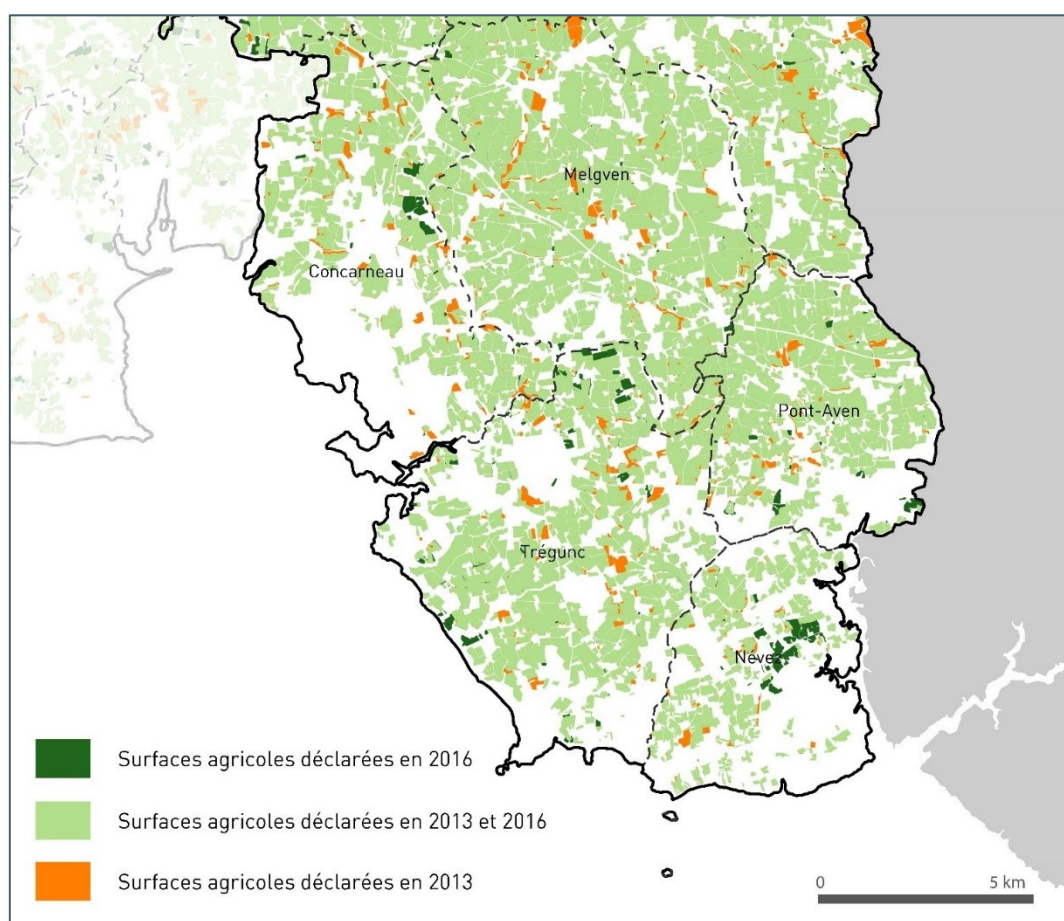 Melgven
Concarneau
Pont-Aven
Trégunc
Névez
Surfaces agricoles déclarées en 2016
Surfaces agricoles déclarées en 2013 et 2016
Surfaces agricoles déclarées en 2013
0 5 km